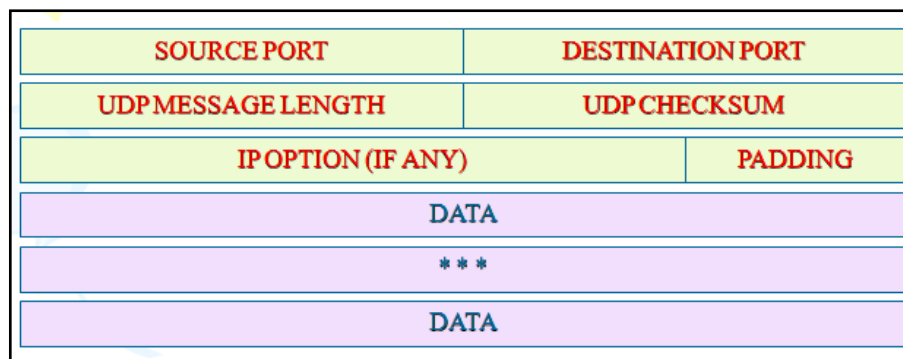 SOURCE PORT DESTINATION PORT
UDP MESSAGE LENGTH UDP CHECKSUM
IP OPTION (IF ANY) PADDING
DATA
* * *
DATA